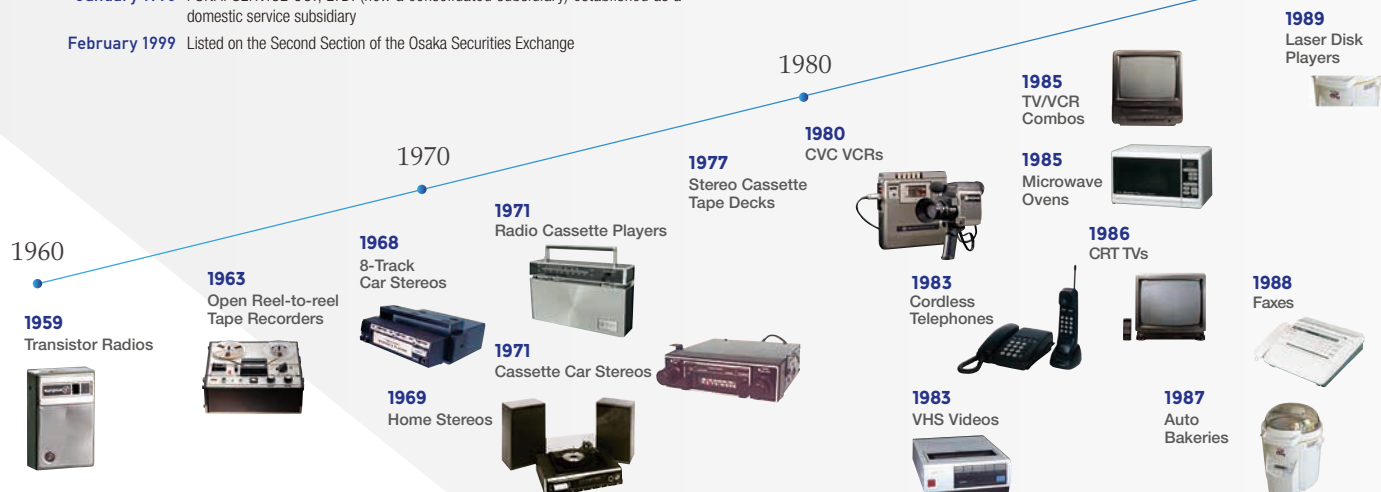 domestic service subsidiary
February 1999 Listed on the Second Section of the Osaka Securities Exchange
1989
Laser Disk
Players
1980
1985
TV/VCR
Combos
1980
CVC VCRs
1970
1977
Stereo Cassette
Tape Decks
1985
Microwave
Ovens
1971
Radio Cassette Players
1960
1968
8-Track
Car Stereos
1986
CRT TVs
1963
Open Reel-to-reel
Tape Recorders
1983
Cordless
Telephones
1988
Faxes
1959
Transistor Radios
1971
Cassette Car Stereos
1969
Home Stereos
1983
VHS Videos
1987
Auto
Bakeries